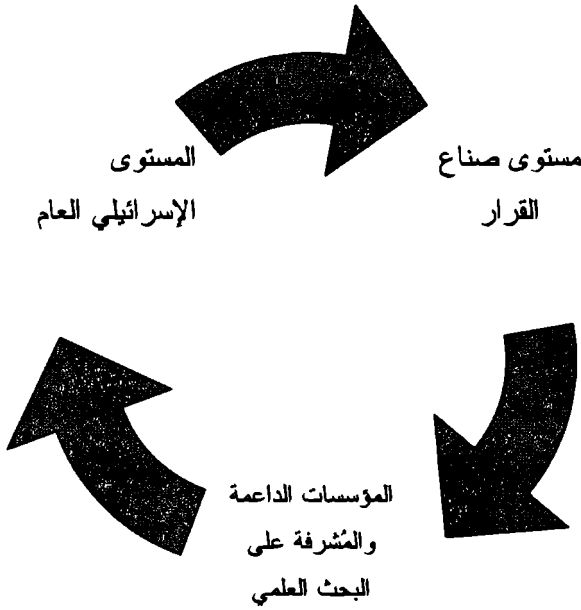 مستوى صناع
القرار
المستوى
الإسرائيلي العام
المؤسسات الداعمة
والمُشرفة على
البحث العلمي